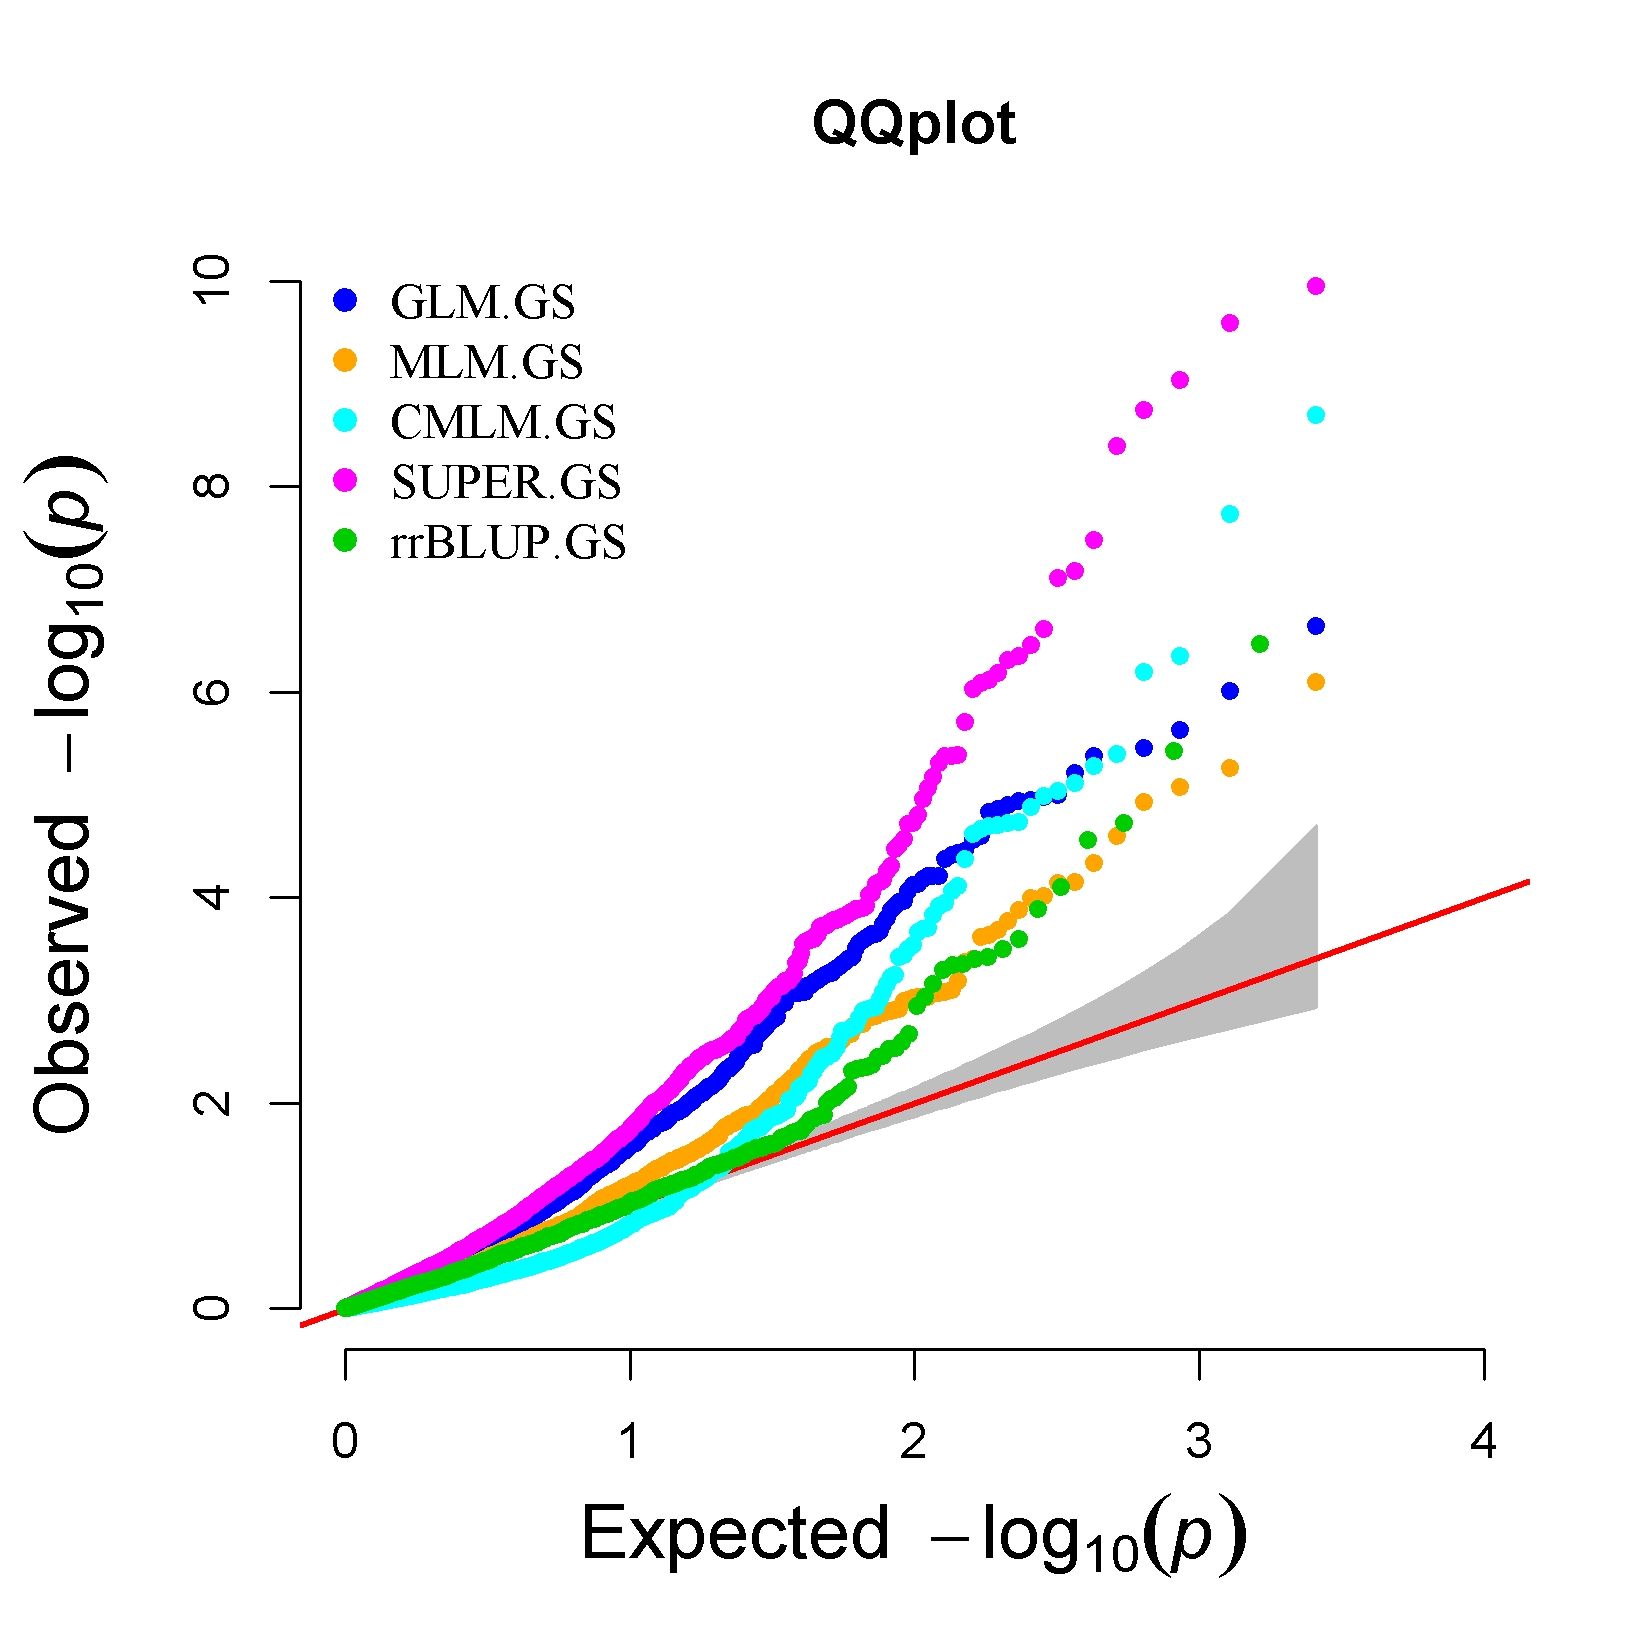 QQplot
GLM.GS
MLM.GS
CMLM.GS
SUPER.GS
rrBLUP.GS
Observed −log₁₀(p)
10
8
6
4
2
0
0 1 2 3 4
Expected −log₁₀(p)